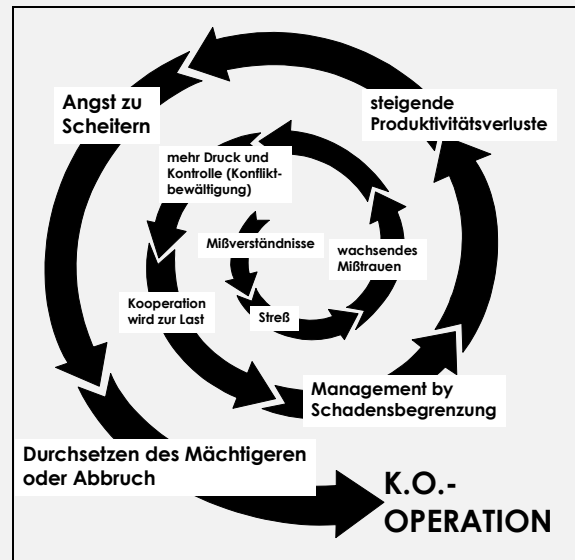 Angst zu
Scheitern
steigende
Produktivitätsverluste
mehr Druck und
Kontrolle (Konflikt-
bewältigung)
Mißverständnisse
wachsendes
Mißtrauen
Kooperation
wird zur Last
Streß
Management by
Schadensbegrenzung
Durchsetzen des Mächtigeren
oder Abbruch
K.O.-
OPERATION